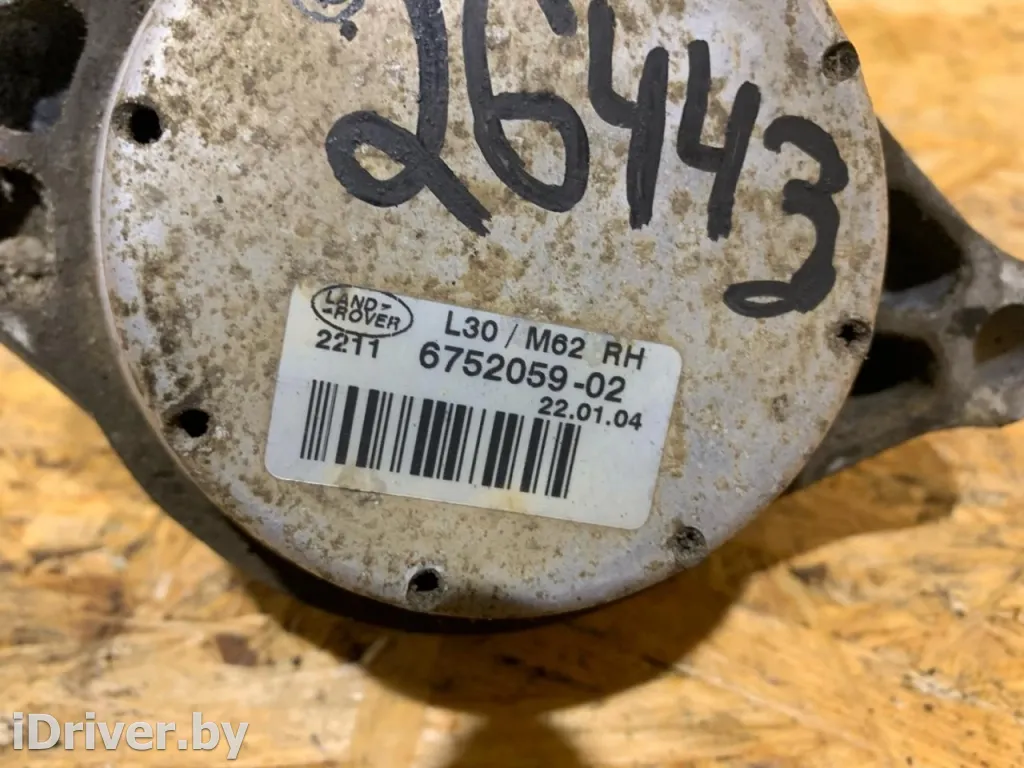 26443
LAND-
-ROVER
L30 / M62 RH
2211 6752059-02
22.01.04
iDriver.by